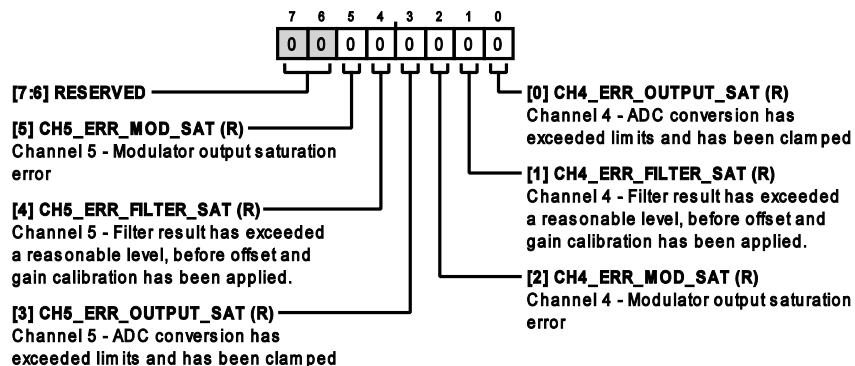 7 6 5 4 3 2 1 0
0 0 0 0 0 0 0 0
[7:6] RESERVED
[5] CH5_ERR_MOD_SAT (R)
Channel 5 - Modulator output saturation
error
[4] CH5_ERR_FILTER_SAT (R)
Channel 5 - Filter result has exceeded
a reasonable level, before offset and
gain calibration has been applied.
[3] CH5_ERR_OUTPUT_SAT (R)
Channel 5 - ADC conversion has
exceeded limits and has been clamped
[0] CH4_ERR_OUTPUT_SAT (R)
Channel 4 - ADC conversion has
exceeded limits and has been clamped
[1] CH4_ERR_FILTER_SAT (R)
Channel 4 - Filter result has exceeded
a reasonable level, before offset and
gain calibration has been applied.
[2] CH4_ERR_MOD_SAT (R)
Channel 4 - Modulator output saturation
error